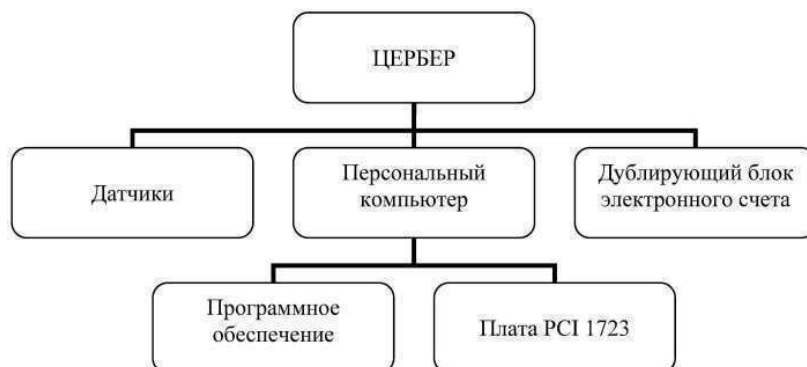 ЦЕРБЕР
Датчики
Персональный
компьютер
Дублирующий блок
электронного счета
Программное
обеспечение
Плата PCI 1723